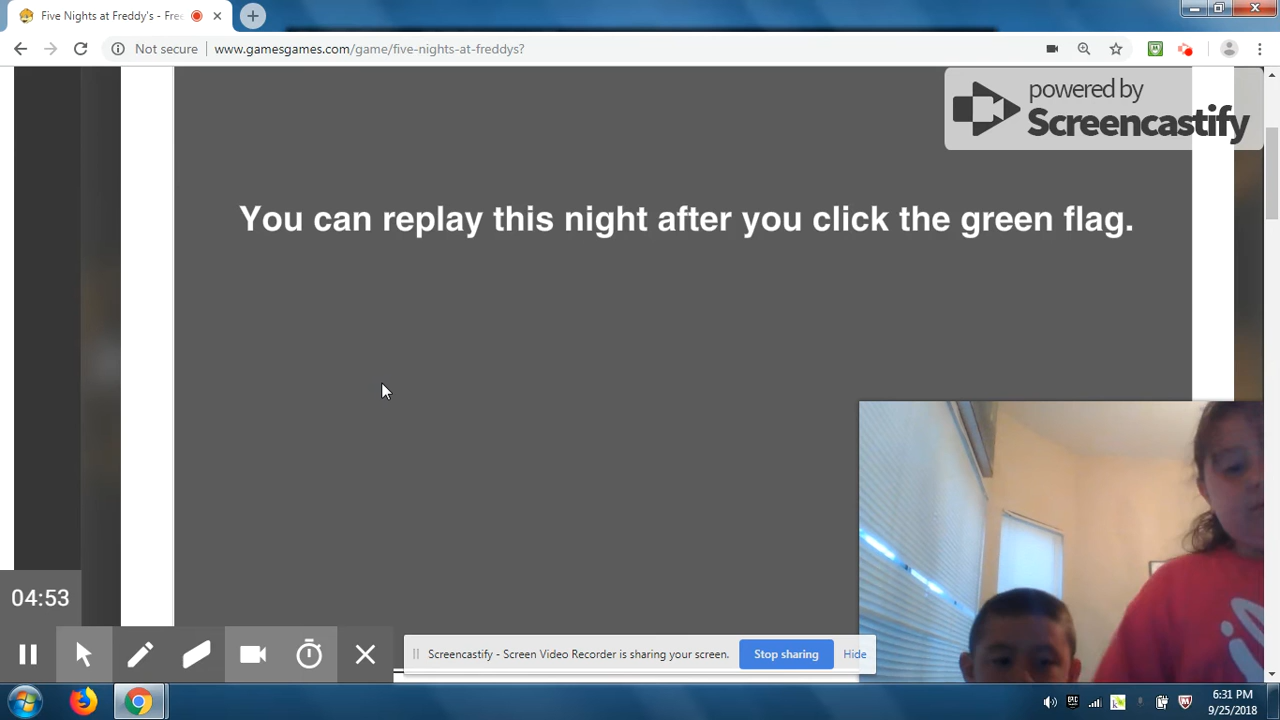 Five Nights at Freddy's - Free
Not secure
www.gamesgames.com/game/five-nights-at-freddys?
powered by
Screencastify
You can replay this night after you click the green flag.
04:53
Screencastify - Screen Video Recorder is sharing your screen.
Stop sharing
Hide
6:31 PM
9/25/2018